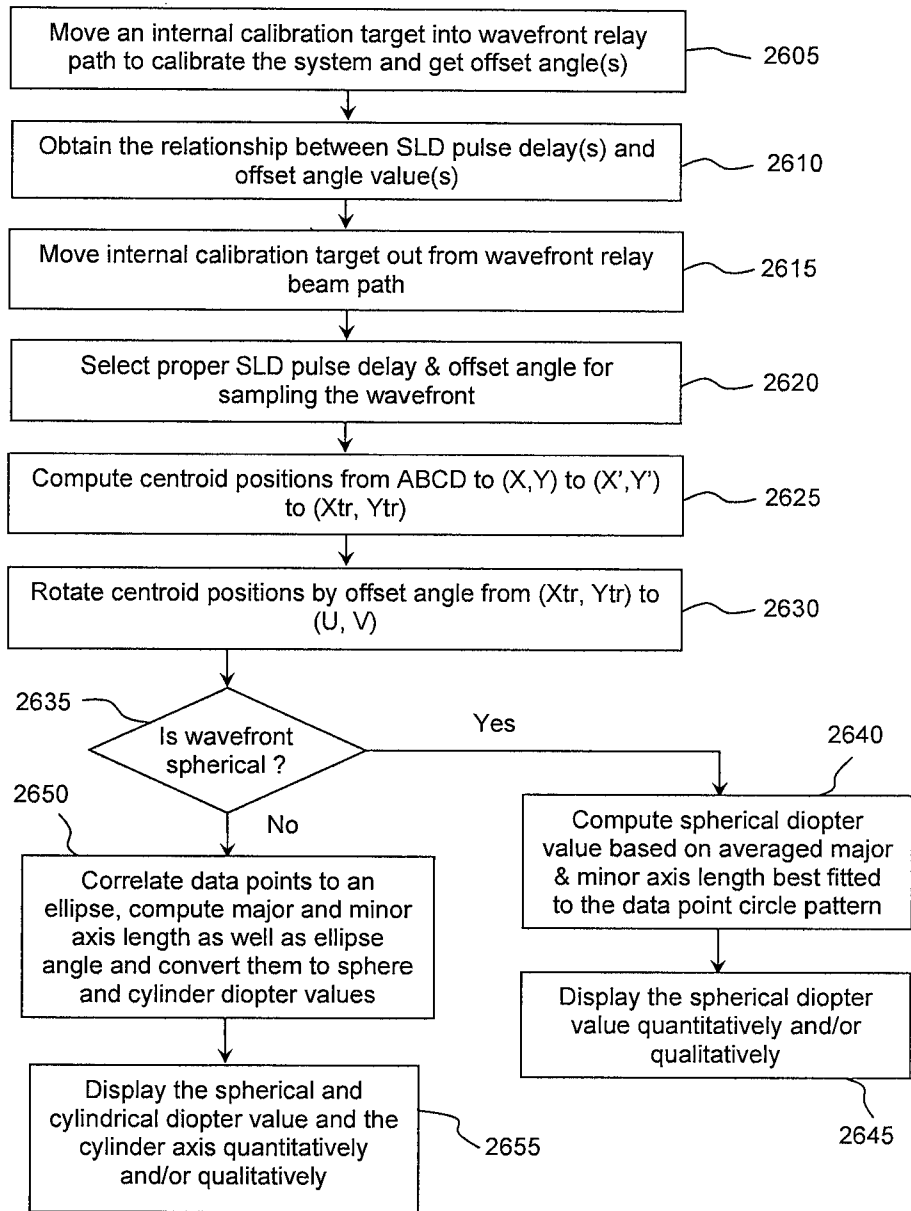 Move an internal calibration target into wavefront relay
path to calibrate the system and get offset angle(s)
2605
Obtain the relationship between SLD pulse delay(s) and
offset angle value(s)
2610
Move internal calibration target out from wavefront relay
beam path
2615
Select proper SLD pulse delay & offset angle for
sampling the wavefront
2620
Compute centroid positions from ABCD to (X,Y) to (X',Y')
to (Xtr, Ytr)
2625
Rotate centroid positions by offset angle from (Xtr, Ytr) to
(U, V)
2630
2635
Is wavefront
spherical ?
Yes
No
2640
Compute spherical diopter
value based on averaged major
& minor axis length best fitted
to the data point circle pattern
Display the spherical diopter
value quantitatively and/or
qualitatively
2645
2650
Correlate data points to an
ellipse, compute major and minor
axis length as well as ellipse
angle and convert them to sphere
and cylinder diopter values
Display the spherical and
cylindrical diopter value and the
cylinder axis quantitatively
and/or qualitatively
2655